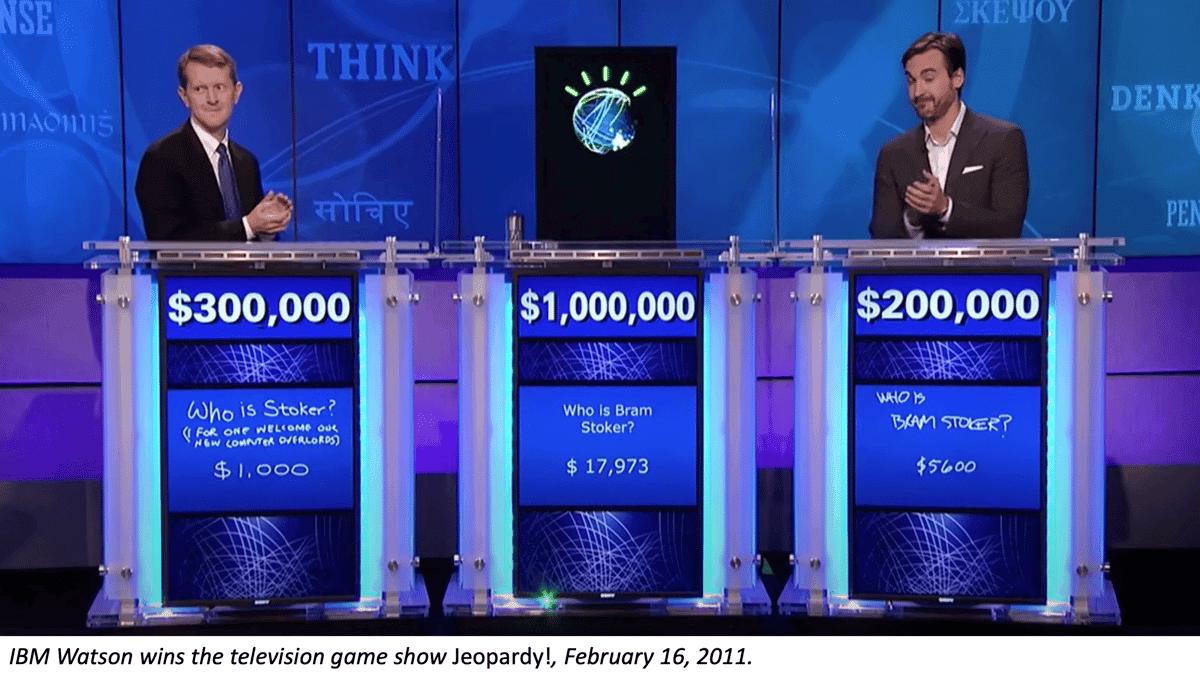 NSE
ΣΚΕΨΟΥ
THINK
DENK
सोचिए
PEN
$300,000
$1,000,000
$200,000
Who is Stoker?
(I FOR ONE WELCOME OUR
NEW COMPUTER OVERLORDS)
$1,000
Who is Bram
Stoker?
$ 17,973
WHO IS
BRAM STOKER?
$5600
IBM Watson wins the television game show Jeopardy!, February 16, 2011.